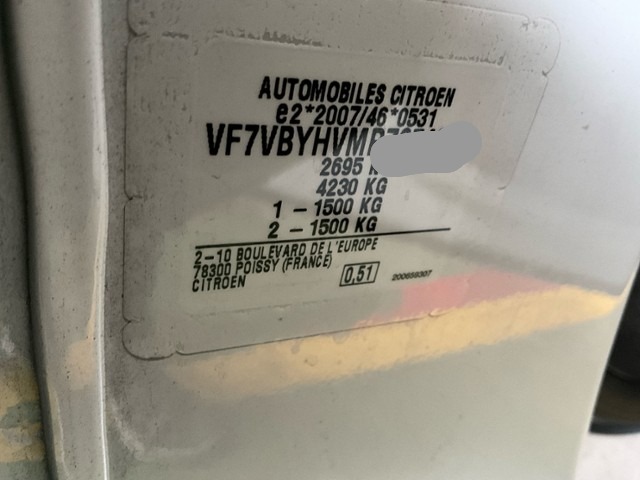 AUTOMOBILES CITROEN
e2*2007/46*0531
VF7VBYHVM
2695
4230 KG
1 - 1500 KG
2 - 1500 KG
2-10 BOULEVARD DE L'EUROPE
78300 POISSY (FRANCE)
CITROEN
0,51
200659307